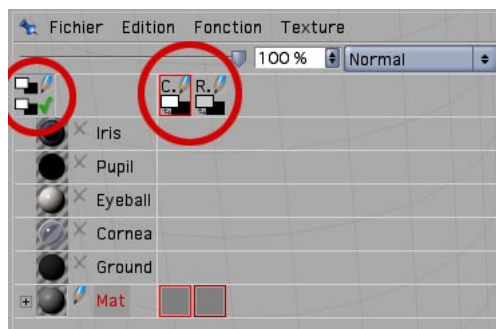 Fichier Edition Fonction Texture
100 % Normal
C. R.
Iris
Pupil
Eyeball
Cornea
Ground
Mat